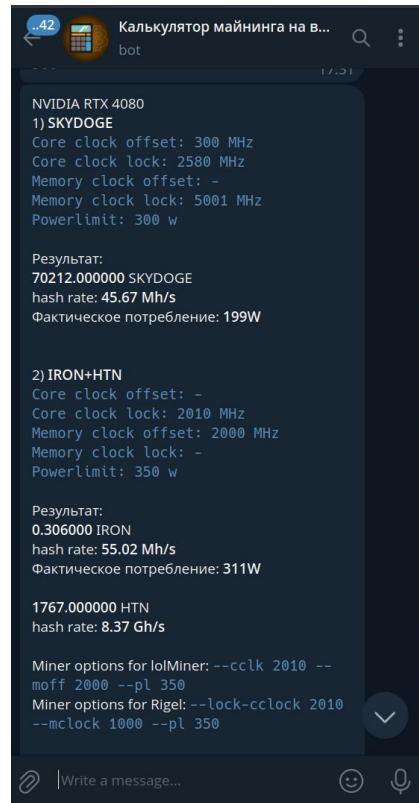 ..42
Калькулятор майнинга на в...
bot
17:31
NVIDIA RTX 4080
1) SKYDOGE
Core clock offset: 300 MHz
Core clock lock: 2580 MHz
Memory clock offset: -
Memory clock lock: 5001 MHz
Powerlimit: 300 w
Результат:
70212.000000 SKYDOGE
hash rate: 45.67 Mh/s
Фактическое потребление: 199W
2) IRON+HTN
Core clock offset: -
Core clock lock: 2010 MHz
Memory clock offset: 2000 MHz
Memory clock lock: -
Powerlimit: 350 w
Результат:
0.306000 IRON
hash rate: 55.02 Mh/s
Фактическое потребление: 311W
1767.000000 HTN
hash rate: 8.37 Gh/s
Miner options for lolMiner: --cclk 2010 --
moff 2000 --pl 350
Miner options for Rigel: --lock-cclock 2010
--mclock 1000 --pl 350
Write a message...